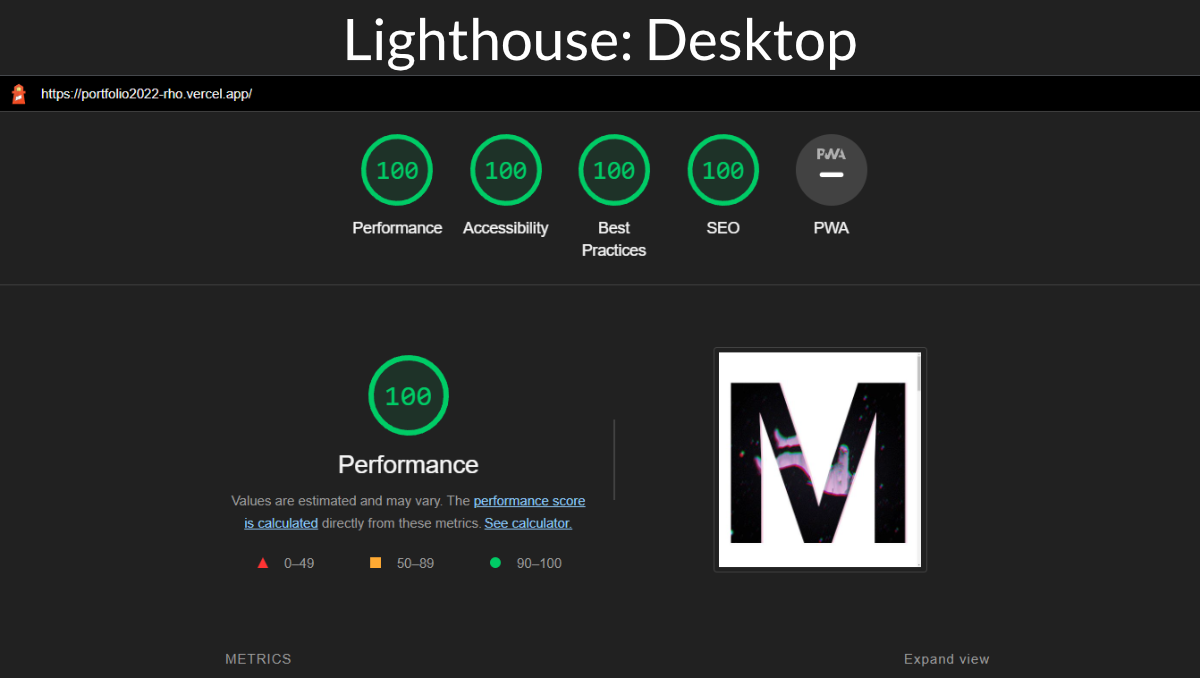 Lighthouse: Desktop
https://portfolio2022-rho.vercel.app/
100 100 100 100 PWA
Performance Accessibility Best Practices SEO PWA
100
Performance
Values are estimated and may vary. The performance score
is calculated directly from these metrics. See calculator.
0–49 50–89 90–100
M
METRICS Expand view